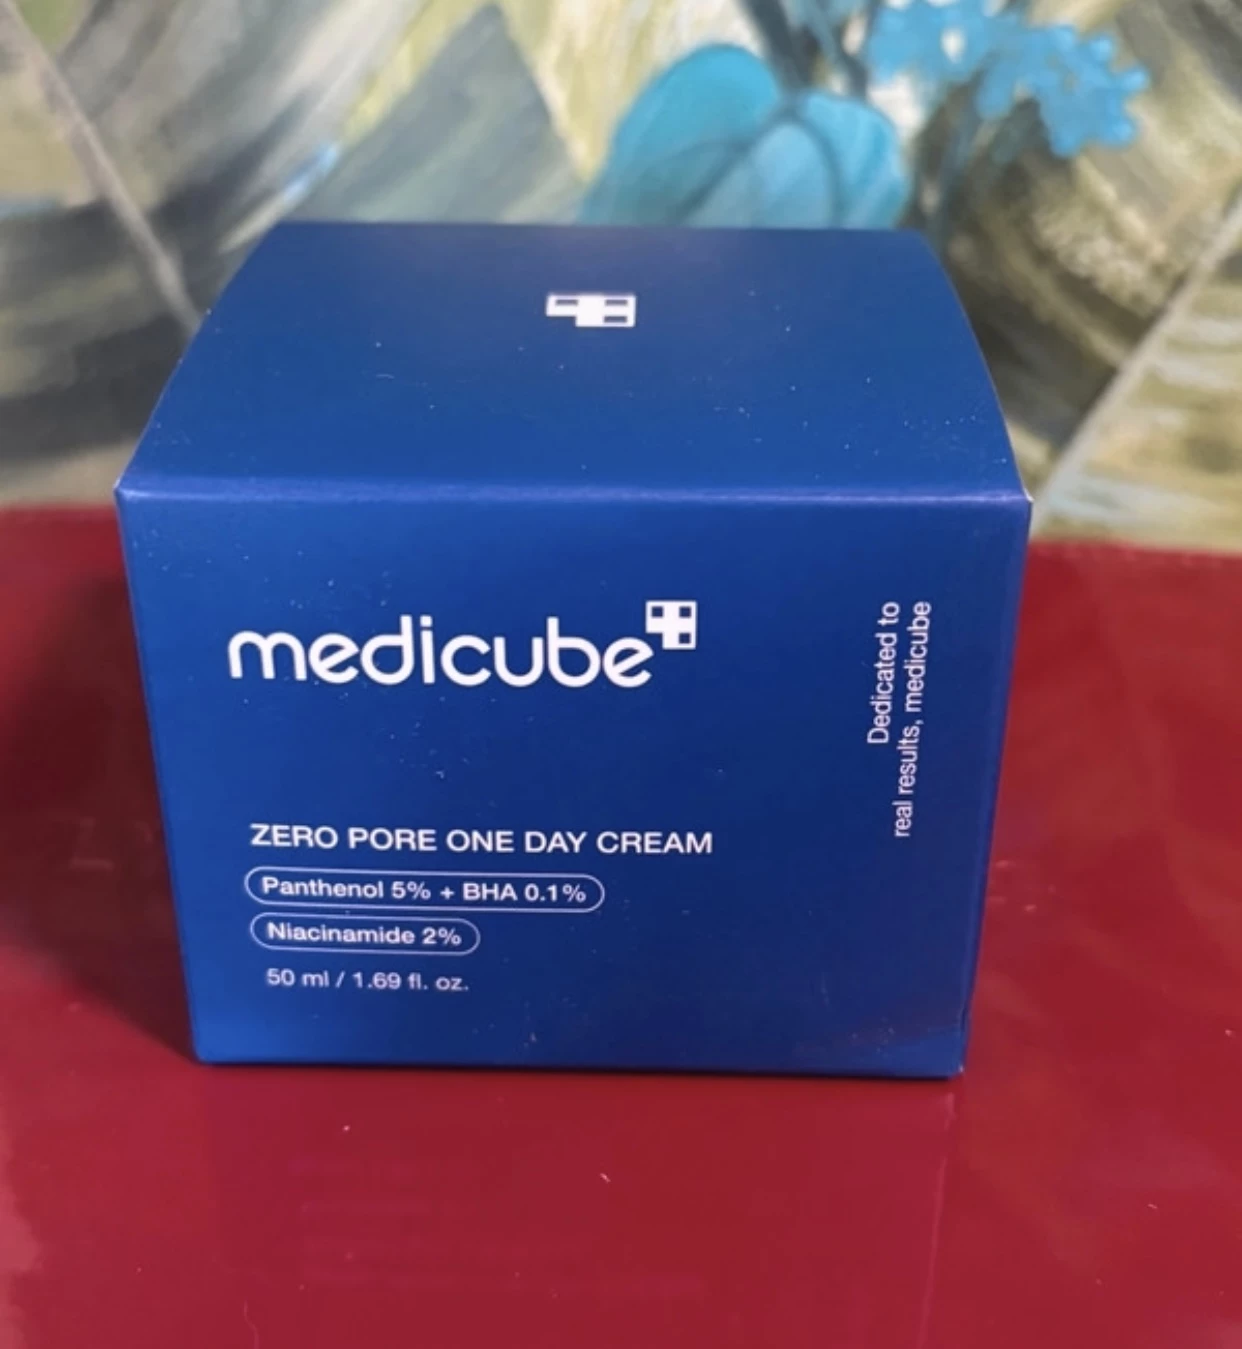 medicube
ZERO PORE ONE DAY CREAM
Panthenol 5% + BHA 0.1%
Niacinamide 2%
50 ml / 1.69 fl. oz.
Dedicated to
real results, medicube